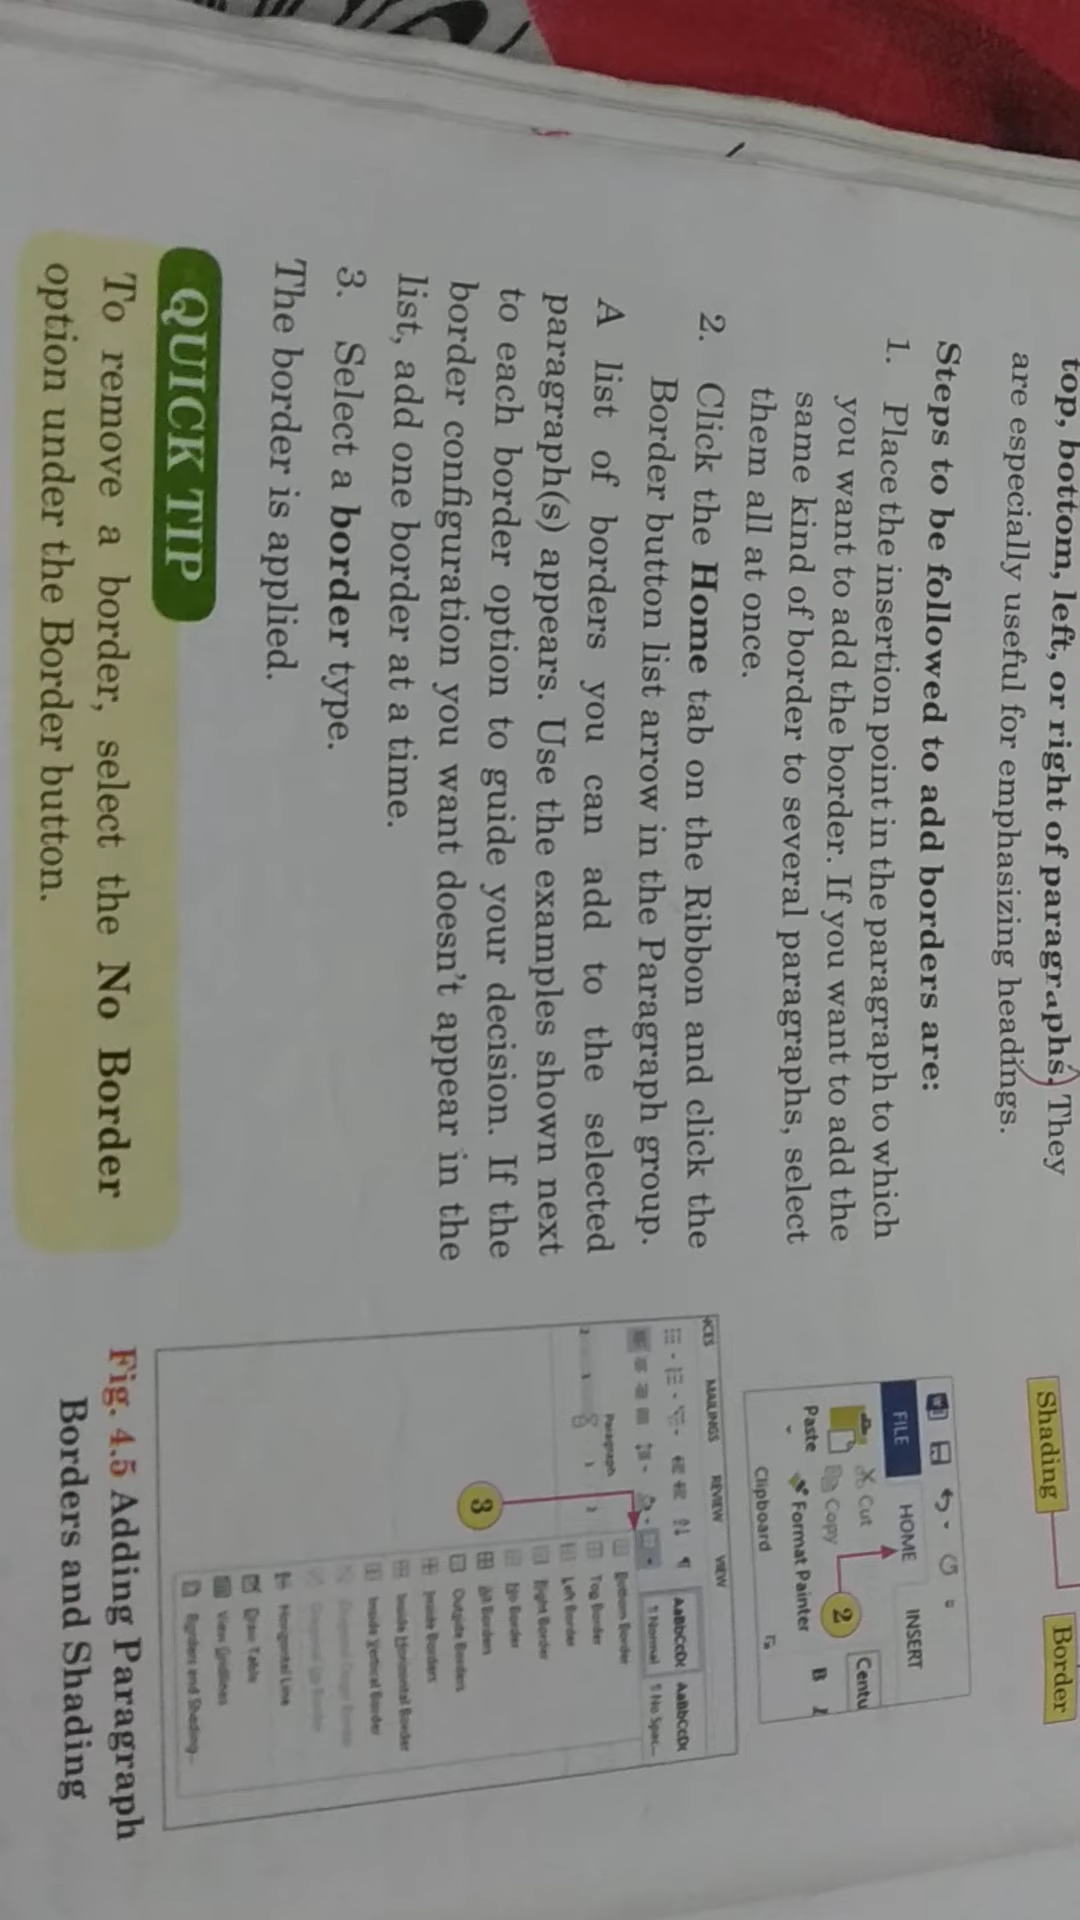 top, bottom, left, or right of paragraphs. They
are especially useful for emphasizing headings.
Steps to be followed to add borders are:
1. Place the insertion point in the paragraph to which
you want to add the border. If you want to add the
same kind of border to several paragraphs, select
them all at once.
2. Click the Home tab on the Ribbon and click the
Border button list arrow in the Paragraph group.
A list of borders you can add to the selected
paragraph(s) appears. Use the examples shown next
to each border option to guide your decision. If the
border configuration you want doesn't appear in the
list, add one border at a time.
3. Select a border type.
The border is applied.
QUICK TIP
To remove a border, select the No Border
option under the Border button.
Shading
Border
FILE HOME INSERT
Cut
Copy
Paste
Format Painter
Clipboard
2
Centu
B I
MAILINGS REVIEW VIEW
AaBbCcDc AaBbCcDc
¶ Normal ¶ No Spac...
Paragraph
3
Bottom Border
Top Border
Left Border
Right Border
No Border
All Borders
Outside Borders
Inside Borders
Inside Horizontal Border
Inside Vertical Border
Horizontal Line
Draw Table
View Gridlines
Borders and Shading...
Fig. 4.5 Adding Paragraph
Borders and Shading